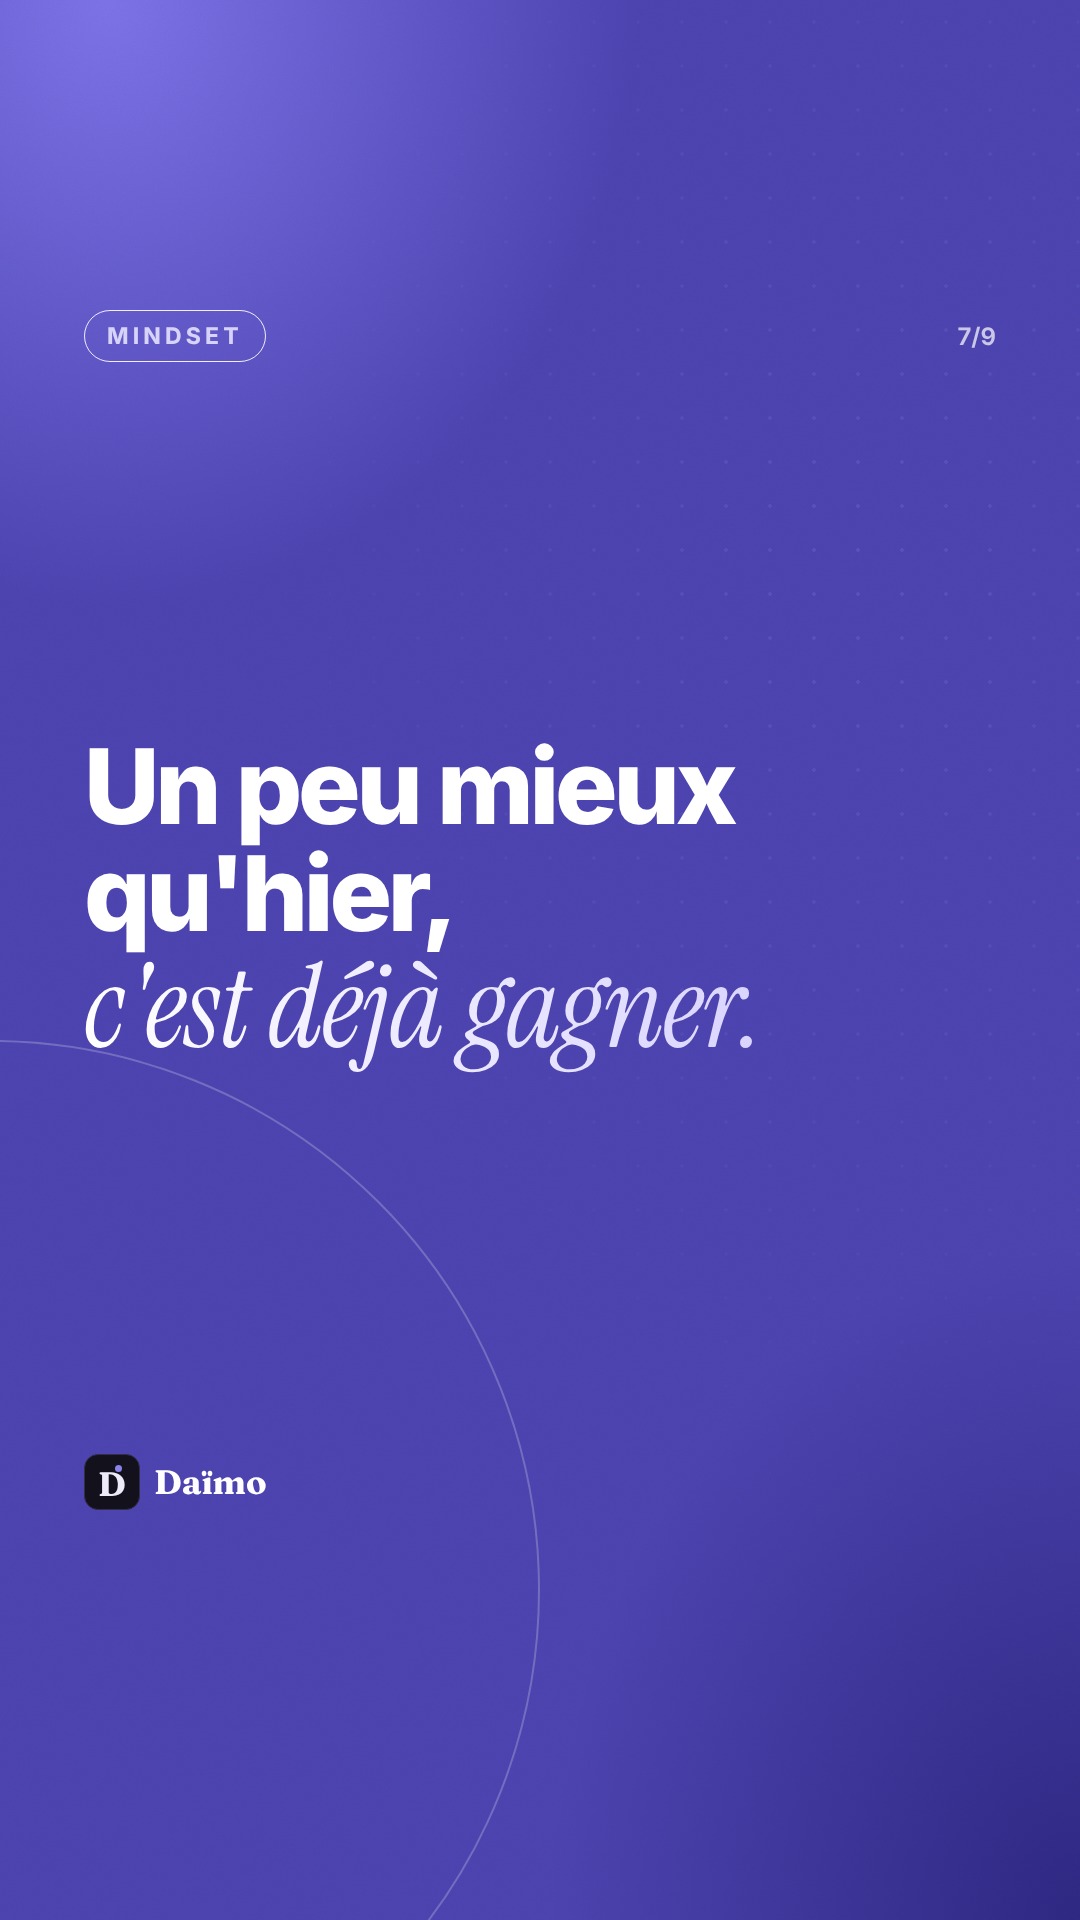 MINDSET
7/9
Un peu mieux
qu'hier,
c'est déjà gagner.
D
Daïmo